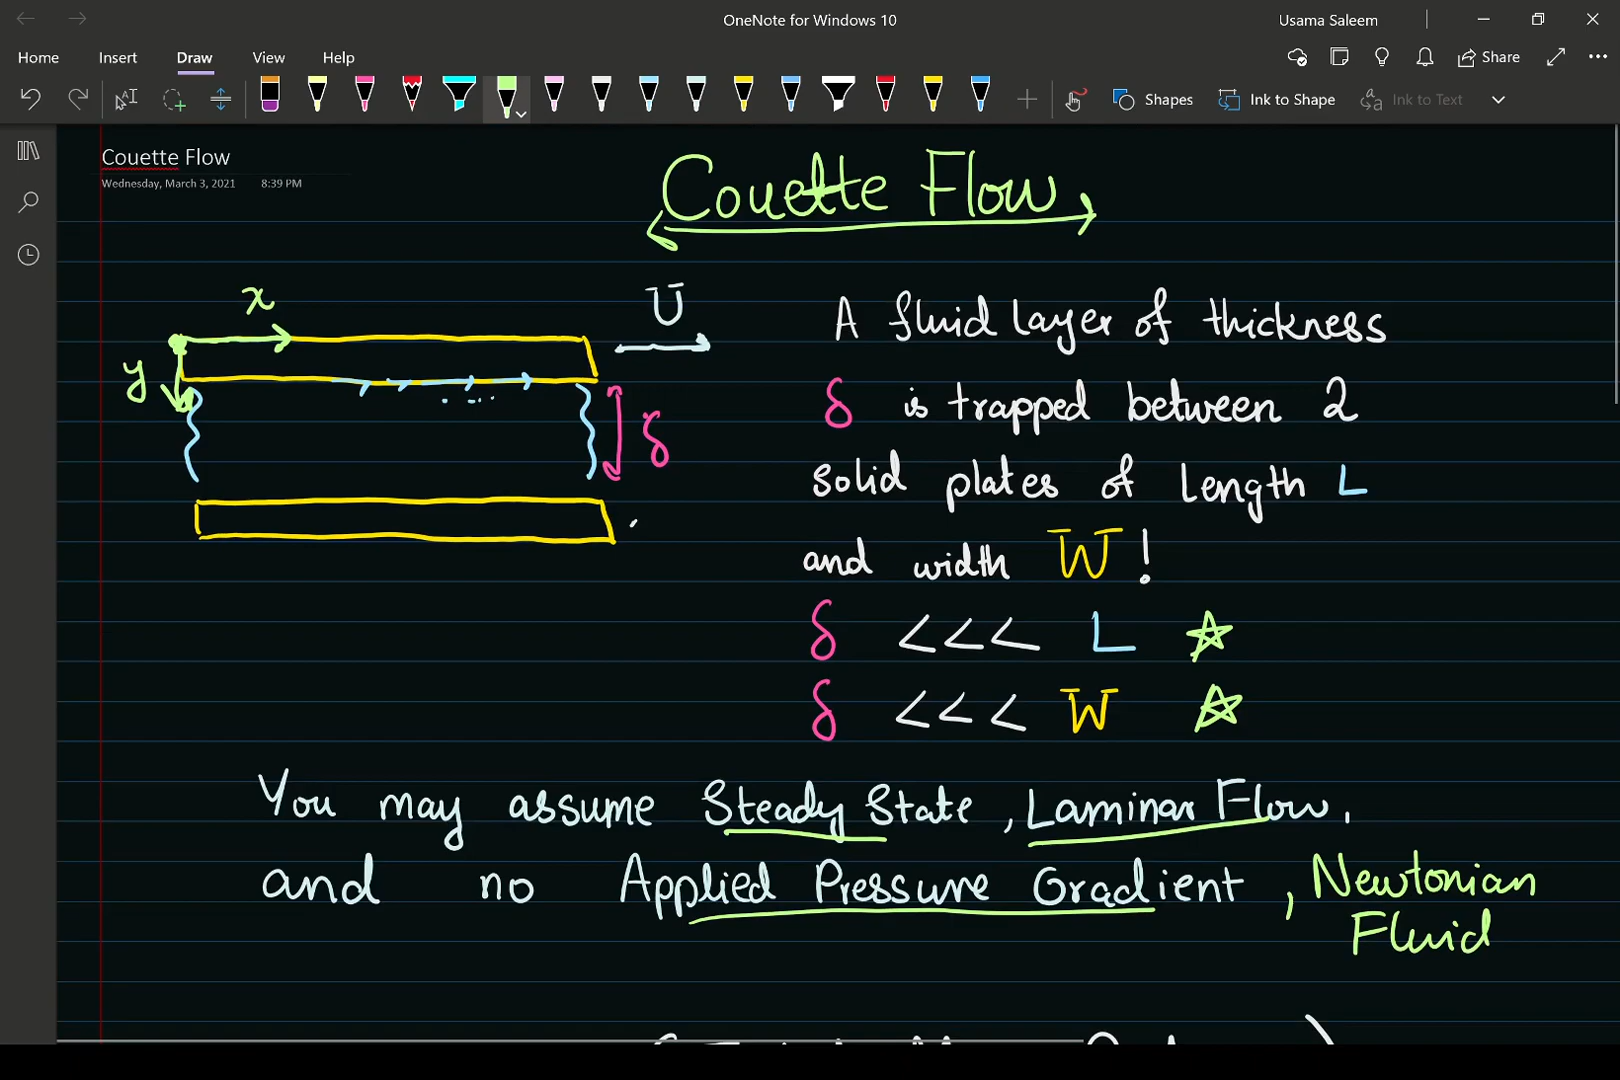 OneNote for Windows 10
Usama Saleem
Home Insert Draw View Help
Share
Shapes Ink to Shape Ink to Text
Couette Flow
Wednesday, March 3, 2021 8:39 PM
Couette Flow
x
U
y
δ
A fluid layer of thickness
δ is trapped between 2
solid plates of length L
and width W !
δ <<< L
δ <<< W
You may assume Steady State, Laminar Flow,
and no Applied Pressure Gradient, Newtonian
Fluid